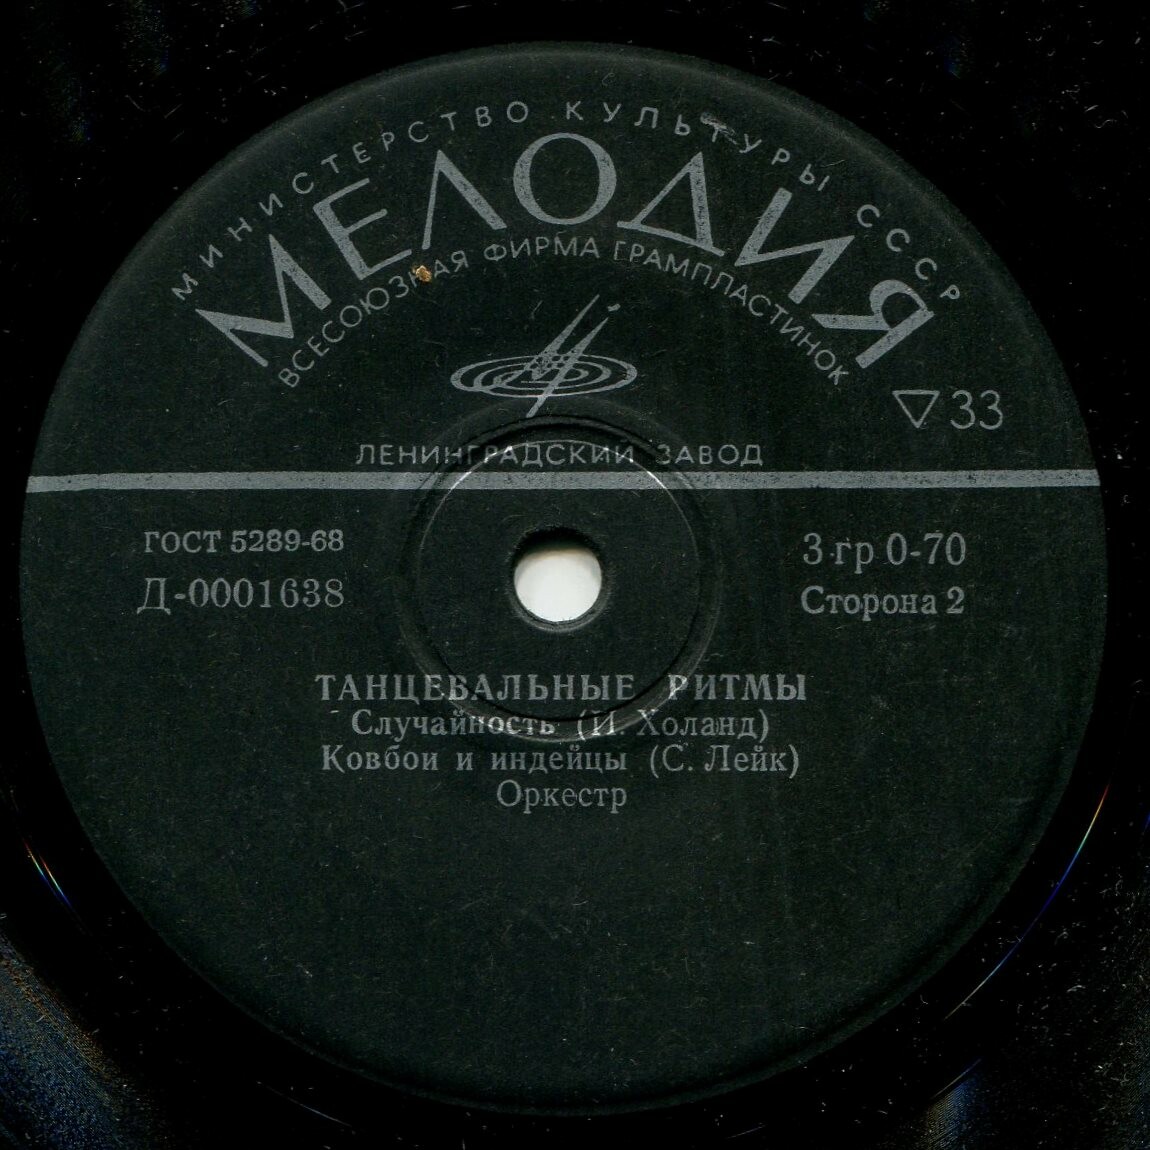 МИНИСТЕРСТВО КУЛЬТУРЫ СССР
МЕЛОДИЯ
ВСЕСОЮЗНАЯ ФИРМА ГРАМПЛАСТИНОК
33
ЛЕНИНГРАДСКИЙ ЗАВОД
ГОСТ 5289-68
Д-0001638
3 гр 0-70
Сторона 2
ТАНЦЕВАЛЬНЫЕ РИТМЫ
Случайность (И. Холанд)
Ковбои и индейцы (С. Лейк)
Оркестр